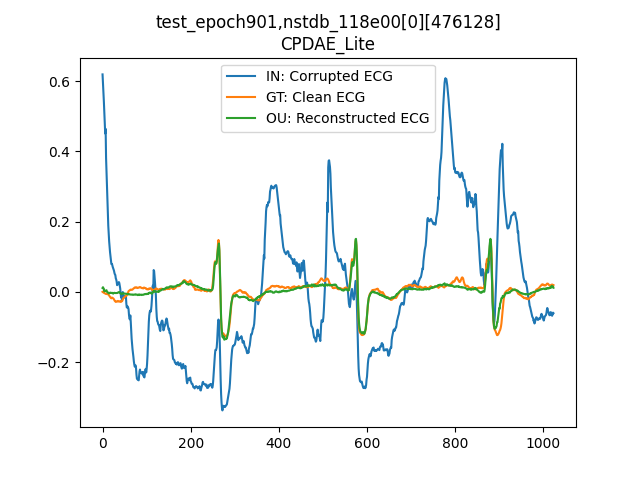 test_epoch901,nstdb_118e00[0][476128]
CPDAE_Lite
IN: Corrupted ECG
GT: Clean ECG
OU: Reconstructed ECG
0.6
0.4
0.2
0.0
−0.2
0 200 400 600 800 1000